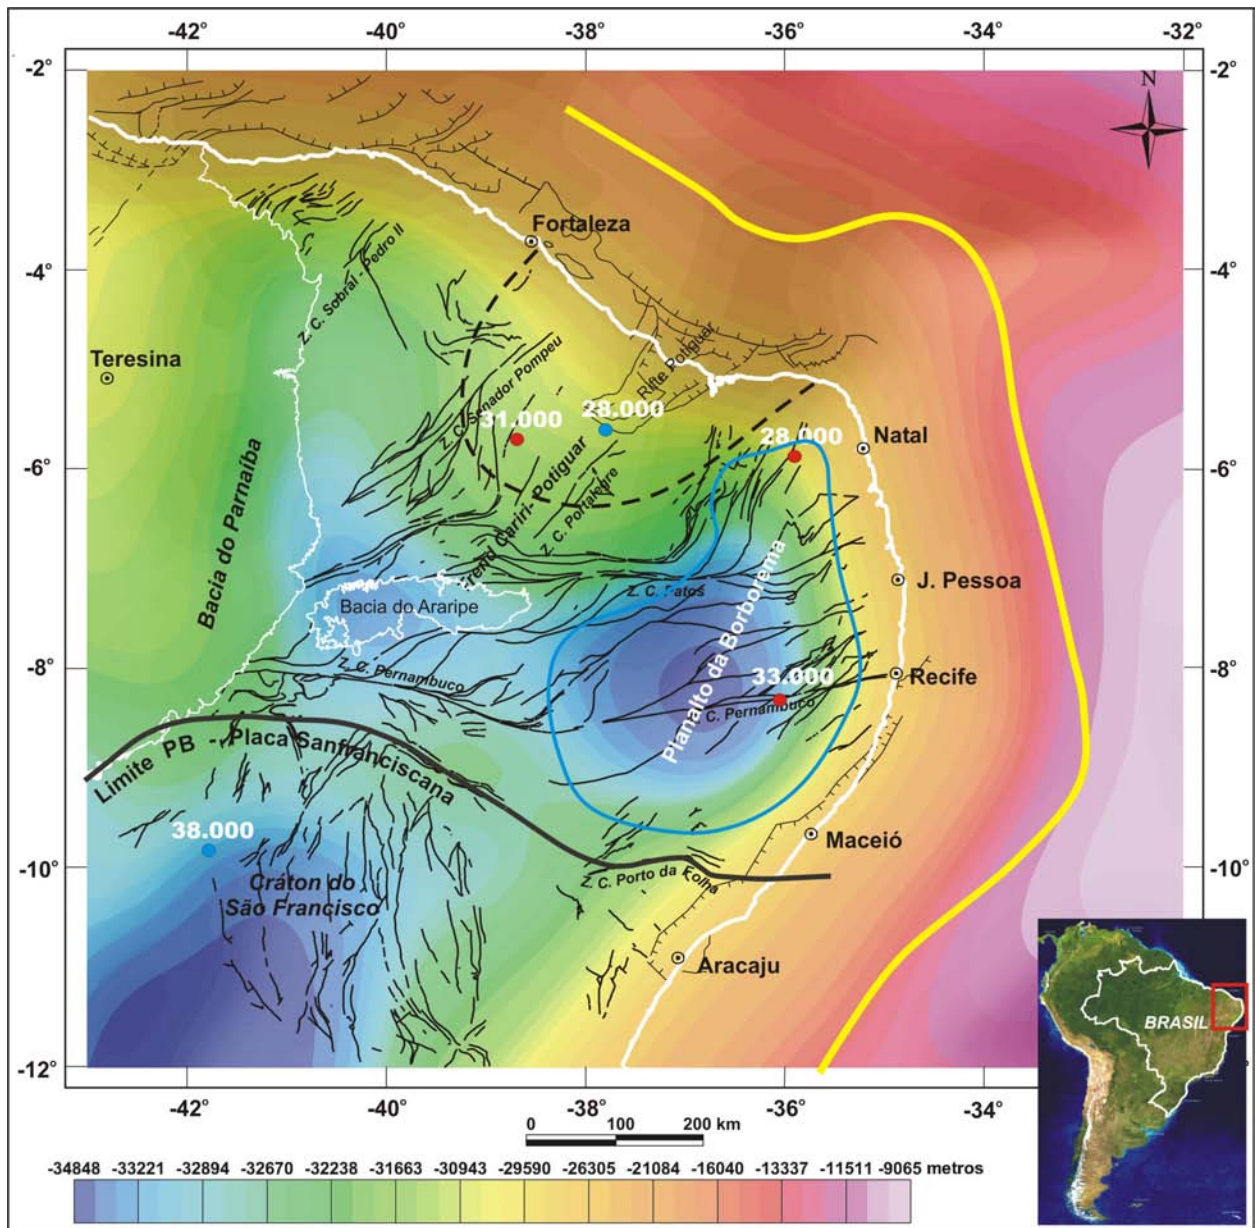 -42° -40° -38° -36° -34° -32°
-2° -2°
N
Fortaleza
Z. C. Sobral - Pedro II
-4° -4°
Teresina
Z. C. Senador Pompeu
Rifte Potiguar
31.000
28.000
28.000
Natal
-6° -6°
Bacia do Parnaíba
Trend Cariri-Potiguar
Z. C. Portalegre
Z. C. Patos
Planalto da Borborema
J. Pessoa
Bacia do Araripe
-8° -8°
Z. C. Pernambuco
33.000
C. Pernambuco
Recife
Limite PB - Placa Sanfranciscana
38.000
Maceió
-10° -10°
Cráton do
São Francisco
Z. C. Porto da Folha
Aracaju
BRASIL
-12°
-42° -40° -38° -36° -34°
0 100 200 km
-34848 -33221 -32894 -32670 -32238 -31663 -30943 -29590 -26305 -21084 -16040 -13337 -11511 -9065 metros